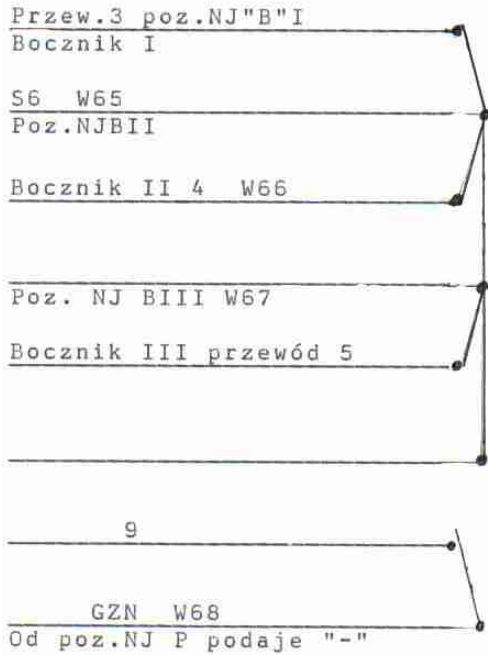 Przew.3 poz.NJ"B"I
Bocznik I
S6 W65
Poz.NJBII
Bocznik II 4 W66
Poz. NJ BIII W67
Bocznik III przewód 5
9
GZN W68
Od poz.NJ P podaje "-"